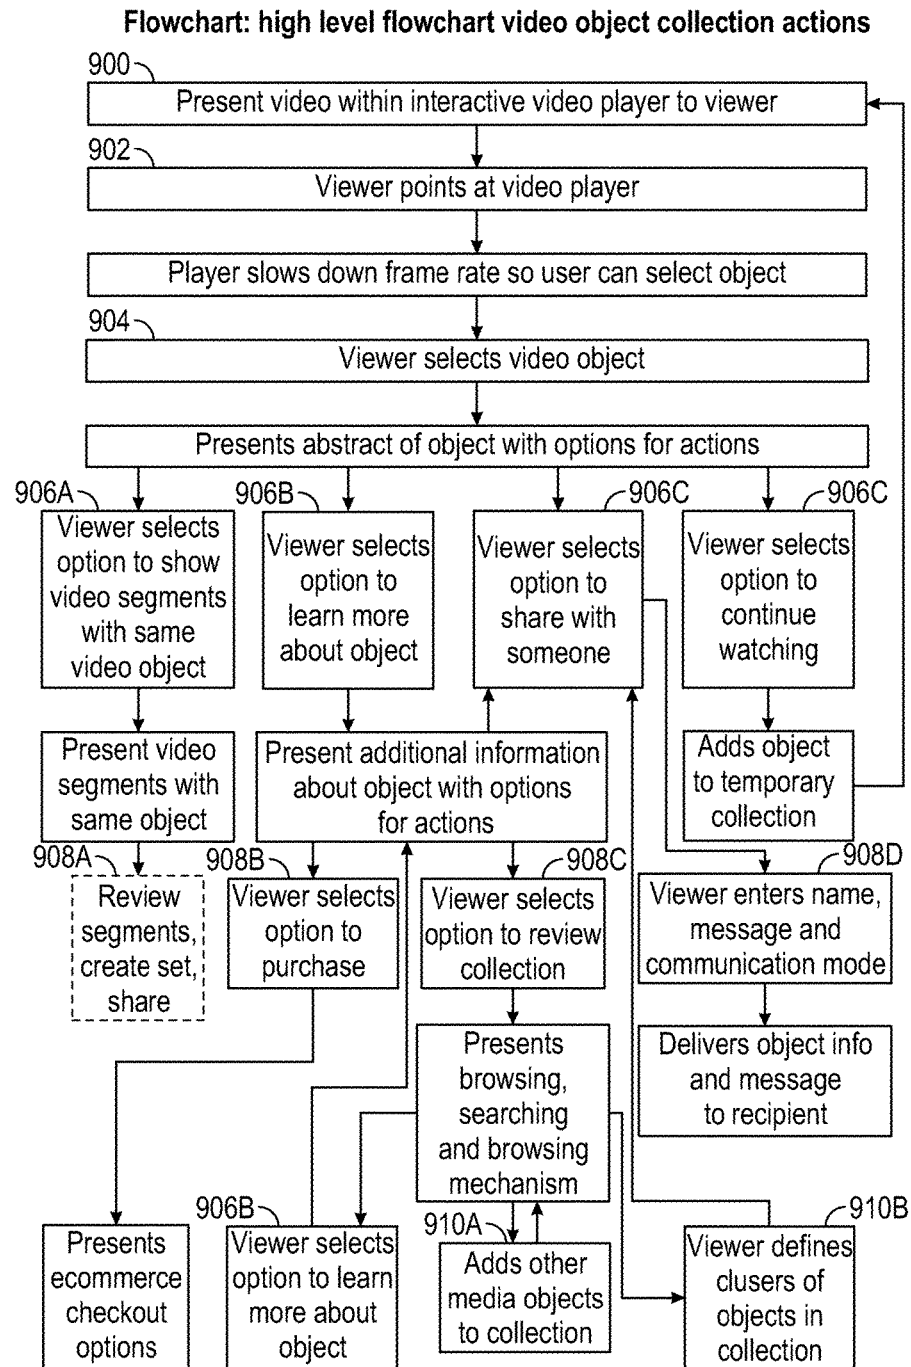 Flowchart: high level flowchart video object collection actions
900
Present video within interactive video player to viewer
902
Viewer points at video player
Player slows down frame rate so user can select object
904
Viewer selects video object
Presents abstract of object with options for actions
906A
Viewer selects
option to show
video segments
with same
video object
906B
Viewer selects
option to
learn more
about object
906C
Viewer selects
option to
share with
someone
906C
Viewer selects
option to
continue
watching
Present video
segments with
same object
Present additional information
about object with options
for actions
Adds object
to temporary
collection
908A
Review
segments,
create set,
share
908B
Viewer selects
option to
purchase
908C
Viewer selects
option to review
collection
908D
Viewer enters name,
message and
communication mode
Presents
browsing,
searching
and browsing
mechanism
Delivers object info
and message
to recipient
Presents
ecommerce
checkout
options
906B
Viewer selects
option to learn
more about
object
910A
Adds other
media objects
to collection
910B
Viewer defines
clusers of
objects in
collection